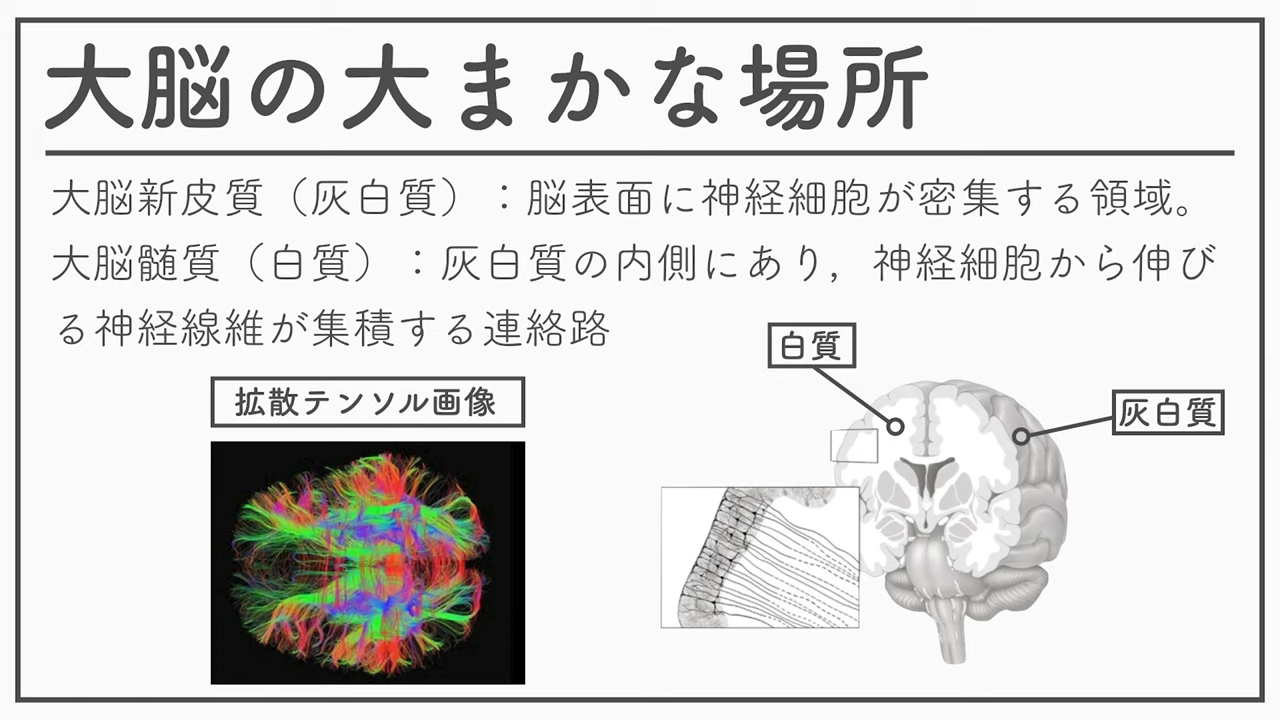 大脳の大まかな場所
大脳新皮質（灰白質）：脳表面に神経細胞が密集する領域。
大脳髄質（白質）：灰白質の内側にあり，神経細胞から伸び
る神経線維が集積する連絡路
白質
拡散テンソル画像
灰白質